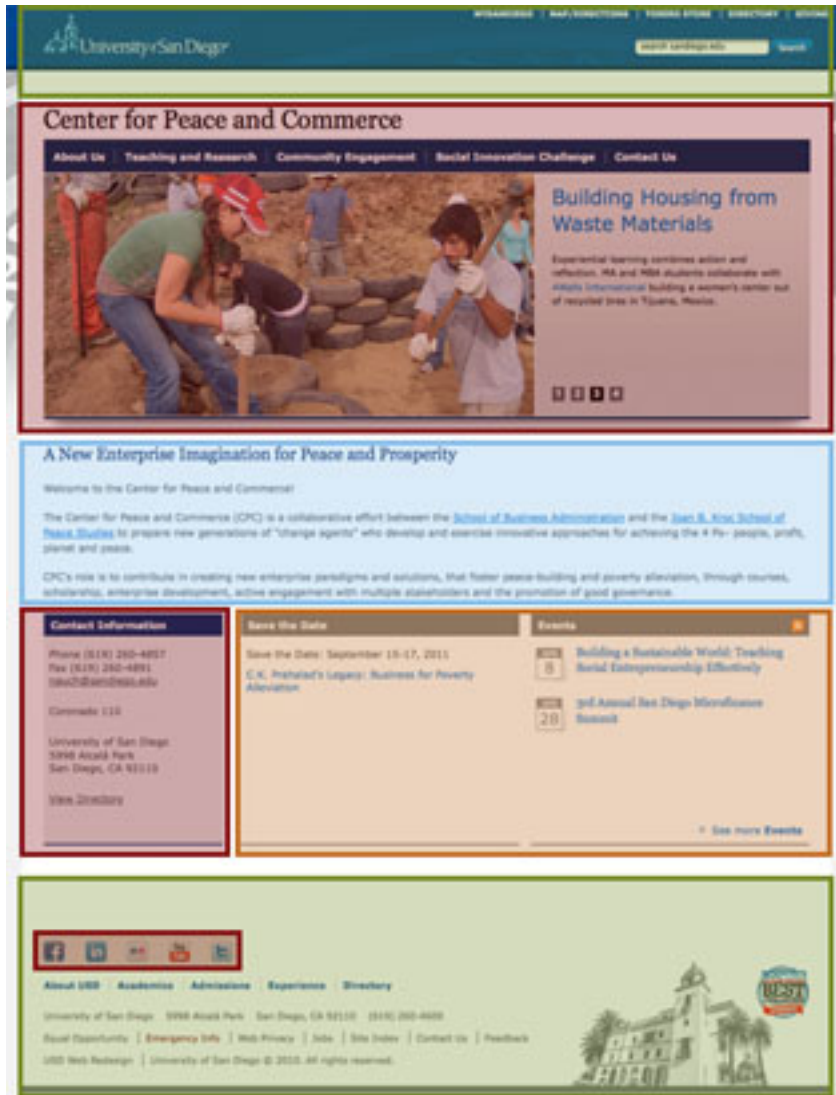 MYSANDIEGO | MAP/DIRECTIONS | TORERO STORE | DIRECTORY | GIVING
University of San Diego
search sandiego.edu Search
Center for Peace and Commerce
About Us Teaching and Research Community Engagement Social Innovation Challenge Contact Us
Building Housing from
Waste Materials
Experiential learning combines action and
reflection. MA and MBA students collaborate with
International building a women's center out
of recycled tires in Tijuana, Mexico.
1 2 3 4
A New Enterprise Imagination for Peace and Prosperity
Welcome to the Center for Peace and Commerce!
The Center for Peace and Commerce (CPC) is a collaborative effort between the School of Business Administration and the Joan B. Kroc School of
Peace Studies to prepare new generations of "change agents" who develop and exercise innovative approaches for achieving the 4 Ps- people, profit,
planet and peace.
CPC's role is to contribute in creating new enterprise paradigms and solutions, that foster peace-building and poverty alleviation, through courses,
scholarship, enterprise development, active engagement with multiple stakeholders and the promotion of good governance.
Contact Information
Phone (619) 260-4857
Fax (619) 260-4891
Coronado 110
University of San Diego
5998 Alcalá Park
San Diego, CA 92110
View Directory
Save the Date
Save the Date: September 15-17, 2011
C.K. Prahalad's Legacy: Business for Poverty
Alleviation
Events
8
Building a Sustainable World: Teaching
Social Entrepreneurship Effectively
28
3rd Annual San Diego Microfinance
Summit
See more Events
f in You Tube t
About USD Academics Admissions Experience Directory
University of San Diego 5998 Alcalá Park San Diego, CA 92110 (619) 260-4600
Equal Opportunity | Emergency Info | Web Privacy | Jobs | Site Index | Contact Us | Feedback
USD Web Redesign | University of San Diego © 2010. All rights reserved.
BEST